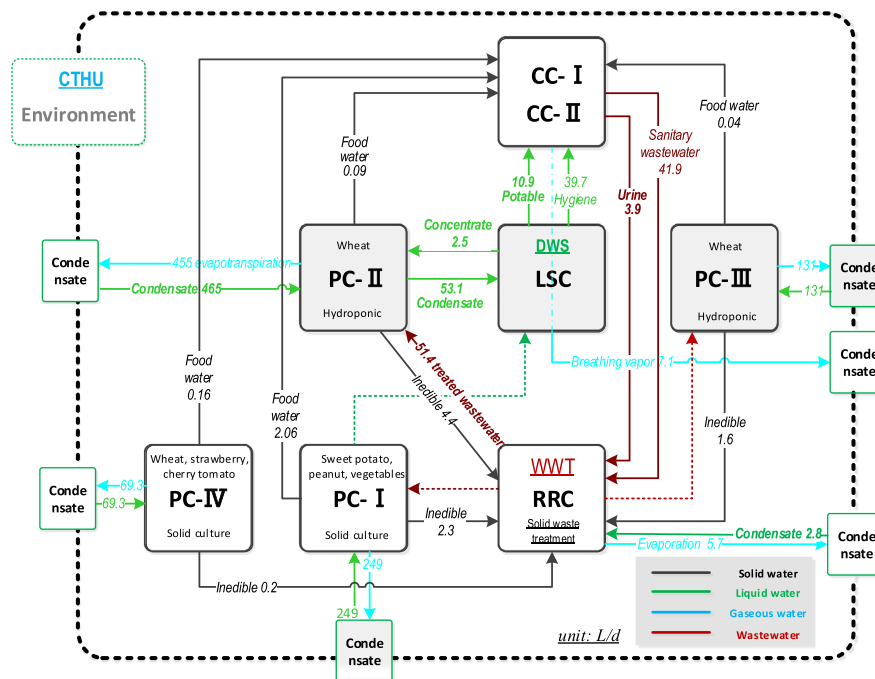 CTHU
Environment
CC- I
CC- II
Food water
0.04
Sanitary
wastewater
41.9
Food
water
0.09
Urine
3.9
10.9
Potable
39.7
Hygiene
Concentrate
2.5
53.1
Condensate
Wheat
PC- II
Hydroponic
DWS
LSC
Wheat
PC-III
Hydroponic
Conde
nsate
455 evapotranspiration
Condensate 465
131
131
Conde
nsate
Breathing vapor 7.1
Conde
nsate
Food
water
0.16
Food
water
2.06
51.4 treated wastewater
Inedible 4.4
Inedible
1.6
Conde
nsate
69.3
69.3
Wheat, strawberry,
cherry tomato
PC-IV
Solid culture
Sweet potato,
peanut, vegetables
PC- I
Solid culture
Inedible
2.3
WWT
RRC
Solid waste
treatment
Condensate 2.8
Evaporation 5.7
Conde
nsate
Inedible 0.2
249
249
Conde
nsate
unit: L/d
Solid water
Liquid water
Gaseous water
Wastewater